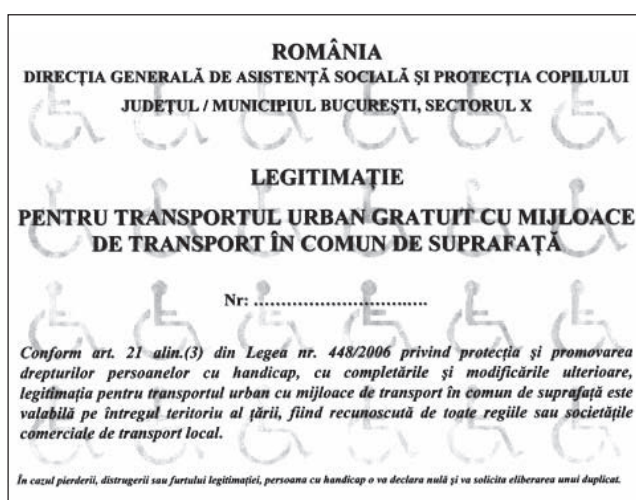 ROMÂNIA
DIRECȚIA GENERALĂ DE ASISTENȚĂ SOCIALĂ ȘI PROTECȚIA COPILULUI
JUDEȚUL / MUNICIPIUL BUCUREȘTI, SECTORUL X
LEGITIMAȚIE
PENTRU TRANSPORTUL URBAN GRATUIT CU MIJLOACE
DE TRANSPORT ÎN COMUN DE SUPRAFAȚĂ
Nr: ................................
Conform art. 21 alin.(3) din Legea nr. 448/2006 privind protecția și promovarea
drepturilor persoanelor cu handicap, cu completările și modificările ulterioare,
legitimația pentru transportul urban cu mijloace de transport în comun de suprafață este
valabilă pe întregul teritoriu al țării, fiind recunoscută de toate regiile sau societățile
comerciale de transport local.
În cazul pierderii, distrugerii sau furtului legitimației, persoana cu handicap o va declara nulă și va solicita eliberarea unui duplicat.